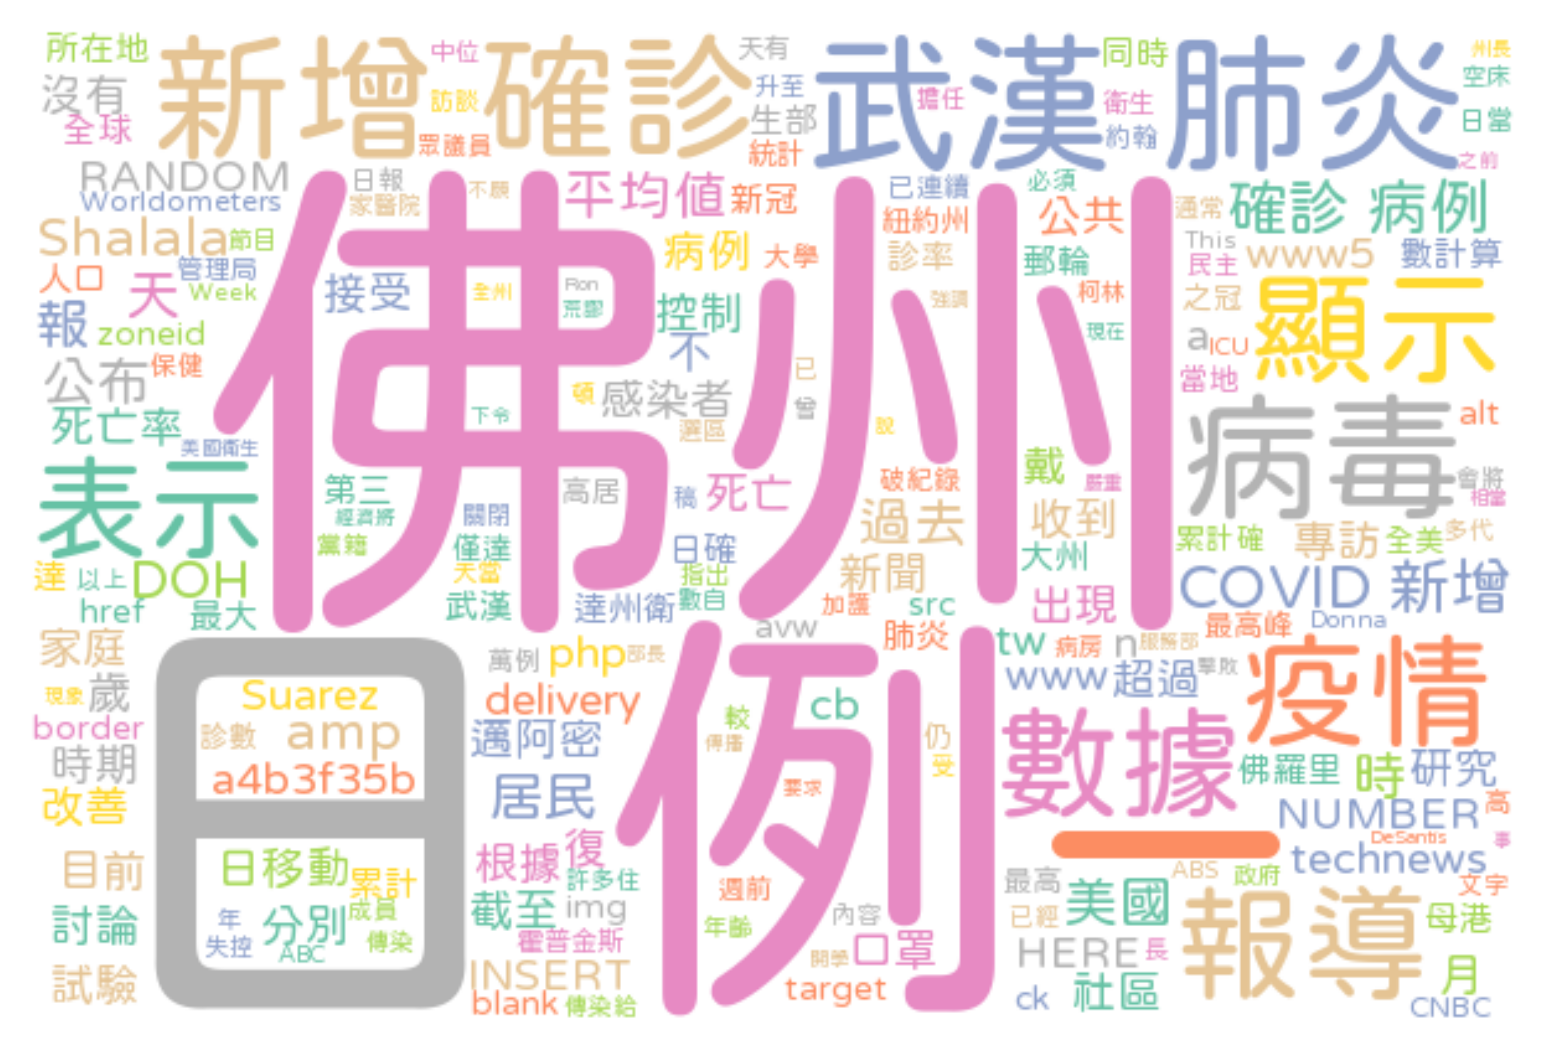 所在地 新增 確診 中位 天有 武漢 肺炎 同時 州長
沒有 訪談 升至 擔任 衛生 空床
全球 眾議員 生部 統計 約翰 日當 之前
RANDOM 日報 不願 平均值 新冠 已連續 必須 通常 確診 病例
Worldometers 家醫院 紐約州 公共 This
Shalala 節目 病例 大學 診率 郵輪 民主 www5 數計算
人口 天 管理局 Week 接受 全州 Ron 荒謬 控制 強調 柯林 之冠 顯示
報 zoneid 不 現在 a ICU
公布 保健 佛州 頓 感染者 已 曾 當地
死亡率 美國衛生 下令 選區 說 病毒 alt
表示 第三 經濟將 高居 稿 死亡 破紀錄 戴 嚴重 會將 相當
黨籍 關閉 僅達 日確 過去 收到 累計確 專訪 全美 多代
達 以上 DOH 天當 指出 新聞 大州 COVID 新增
href 最大 武漢 達州衛 數自 加護 src 出現 Donna
家庭 avw 肺炎 tw 病房 n 服務部 最高峰 疫情
現象 歲 日 Suarez 萬例 php 部長 例 www 超過 擊敗
border 診數 amp delivery 較 cb 數據
時期 a4b3f35b 邁阿密 傳播 仍 受 佛羅里 時 研究
改善 居民 要求 NUMBER 高
目前 日移動 累計 根據 復 一 DeSantis 事
討論 年 分別 成員 截至 許多住 週前 technews
失控 ABC 傳染 img 年齡 內容 最高 美國 ABS 政府 文字
試驗 霍普金斯 開學 口罩 已經 HERE 長 報導 母港
INSERT target ck 社區 月
blank 傳染給 CNBC